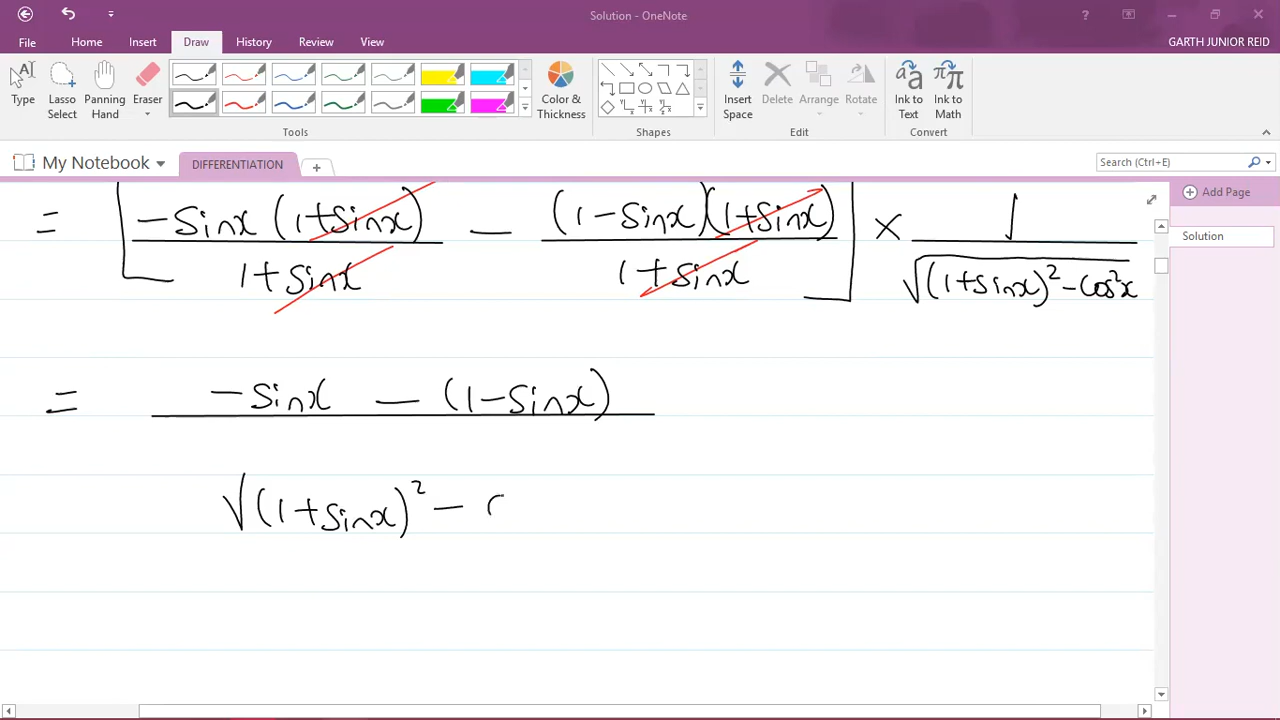 Solution - OneNote
File Home Insert Draw History Review View GARTH JUNIOR REID
Type Lasso Select Panning Hand Eraser Color & Thickness Insert Space Delete Arrange Rotate Ink to Text Ink to Math
Tools Shapes Edit Convert
My Notebook DIFFERENTIATION Search (Ctrl+E)
Add Page
Solution
= [ -sinx (1+sinx) / 1+sinx - (1-sinx)(1+sinx) / 1+sinx ] × 1 / √(1+sinx)² - cos²x
= -sinx - (1-sinx)
√(1+sinx)² -